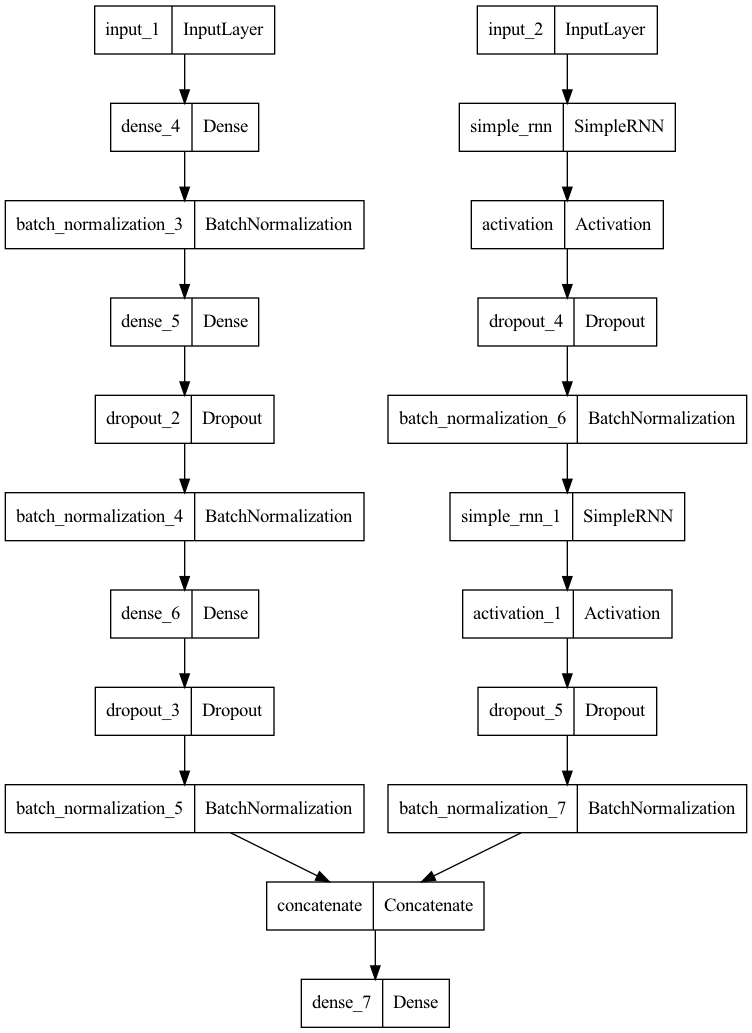 input_1 InputLayer
input_2 InputLayer
dense_4 Dense
simple_rnn SimpleRNN
batch_normalization_3 BatchNormalization
activation Activation
dense_5 Dense
dropout_4 Dropout
dropout_2 Dropout
batch_normalization_6 BatchNormalization
batch_normalization_4 BatchNormalization
simple_rnn_1 SimpleRNN
dense_6 Dense
activation_1 Activation
dropout_3 Dropout
dropout_5 Dropout
batch_normalization_5 BatchNormalization
batch_normalization_7 BatchNormalization
concatenate Concatenate
dense_7 Dense